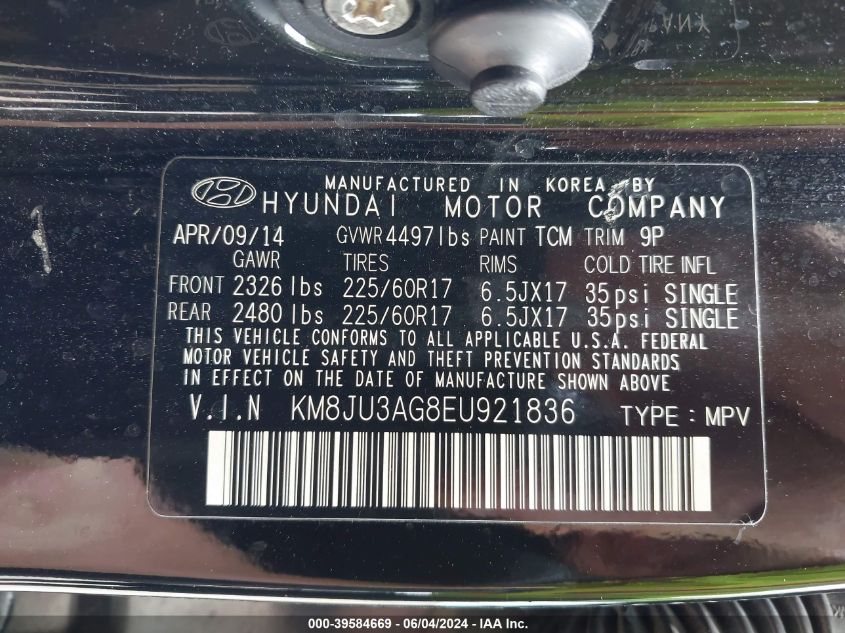 MANUFACTURED IN KOREA BY
HYUNDAI MOTOR COMPANY
APR/09/14 GVWR 4497 lbs PAINT TCM TRIM 9P
GAWR TIRES RIMS COLD TIRE INFL
FRONT 2326 lbs 225/60R17 6.5JX17 35psi SINGLE
REAR 2480 lbs 225/60R17 6.5JX17 35psi SINGLE
THIS VEHICLE CONFORMS TO ALL APPLICABLE U.S.A. FEDERAL
MOTOR VEHICLE SAFETY AND THEFT PREVENTION STANDARDS
IN EFFECT ON THE DATE OF MANUFACTURE SHOWN ABOVE
V.I.N KM8JU3AG8EU921836 TYPE : MPV
000-39584669 - 06/04/2024 - IAA Inc.